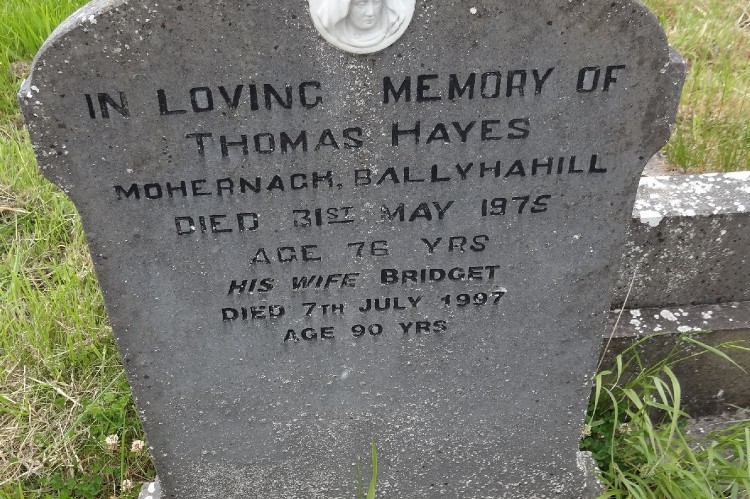 IN LOVING MEMORY OF
THOMAS HAYES
MOHERNAGH, BALLYHAHILL
DIED 31ST MAY 1975
AGE 76 YRS
HIS WIFE BRIDGET
DIED 7TH JULY 1997
AGE 90 YRS